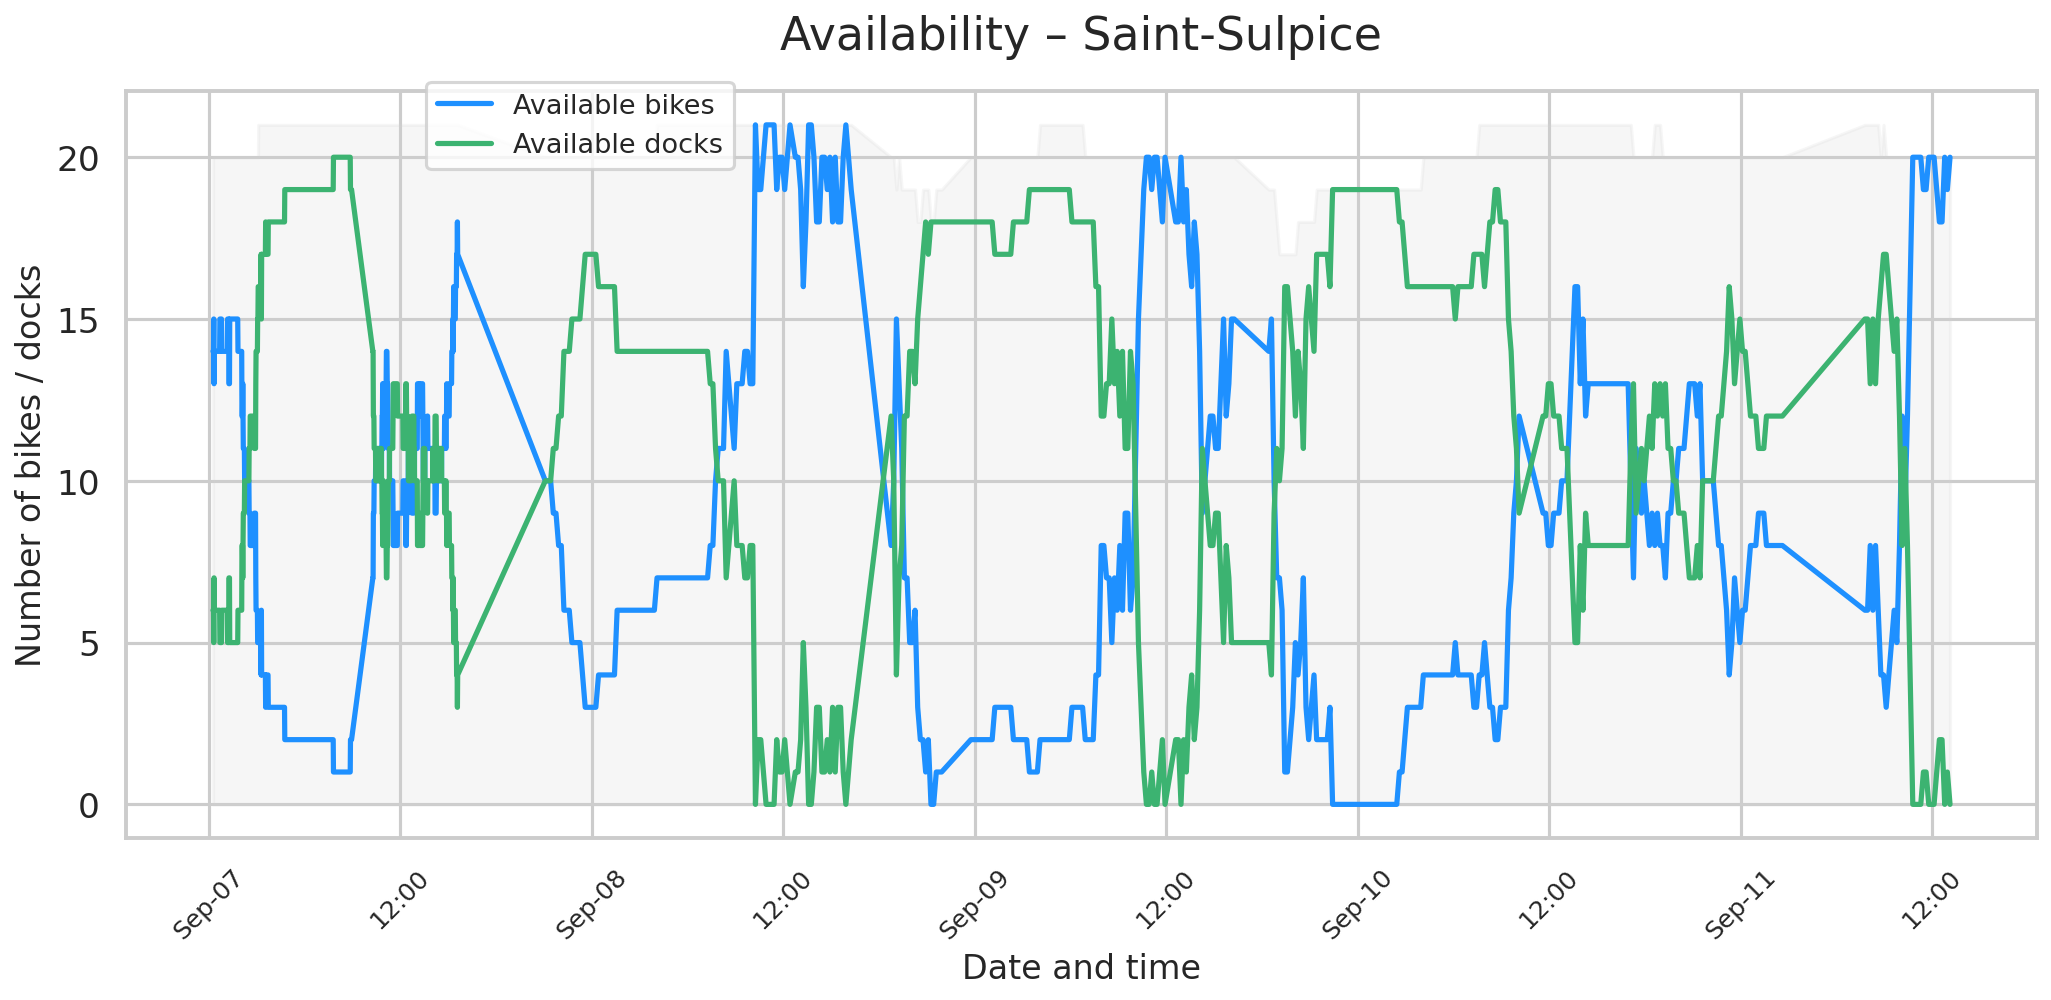 Availability – Saint-Sulpice
Available bikes
Available docks
Number of bikes / docks
20
15
10
5
0
Sep-07
12:00
Sep-08
12:00
Sep-09
12:00
Sep-10
12:00
Sep-11
12:00
Date and time